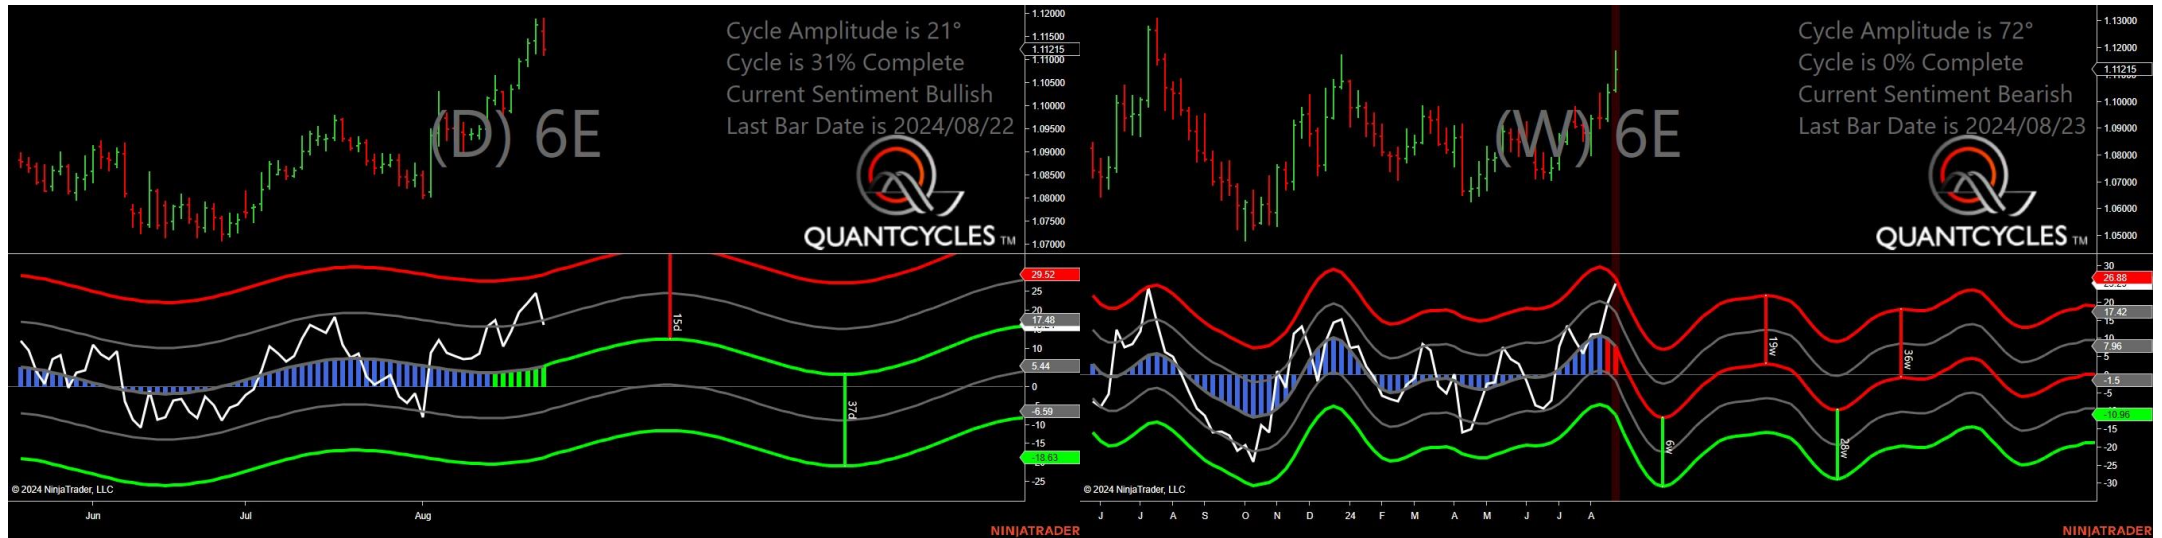 Cycle Amplitude is 21°
Cycle is 31% Complete
Current Sentiment Bullish
Last Bar Date is 2024/08/22
(D) 6E
QUANTCYCLES TM
1.12000
1.11500
1.11215
1.11000
1.10500
1.10000
1.09500
1.09000
1.08500
1.08000
1.07500
1.07000
29.52
25
20
17.48
10
5.44
0
-6.59
-10
-15
-18.63
-25
15d
37d
© 2024 NinjaTrader, LLC
Jun Jul Aug
NINJATRADER
Cycle Amplitude is 72°
Cycle is 0% Complete
Current Sentiment Bearish
Last Bar Date is 2024/08/23
(W) 6E
QUANTCYCLES TM
1.13000
1.12000
1.11215
1.10000
1.09000
1.08000
1.07000
1.06000
1.05000
30
26.88
20
17.42
15
10
7.96
5
-1.5
-5
-10.96
-15
-20
-25
-30
6w
19w
28w
36w
© 2024 NinjaTrader, LLC
J J A S O N D 24 F M A M J J A
NINJATRADER